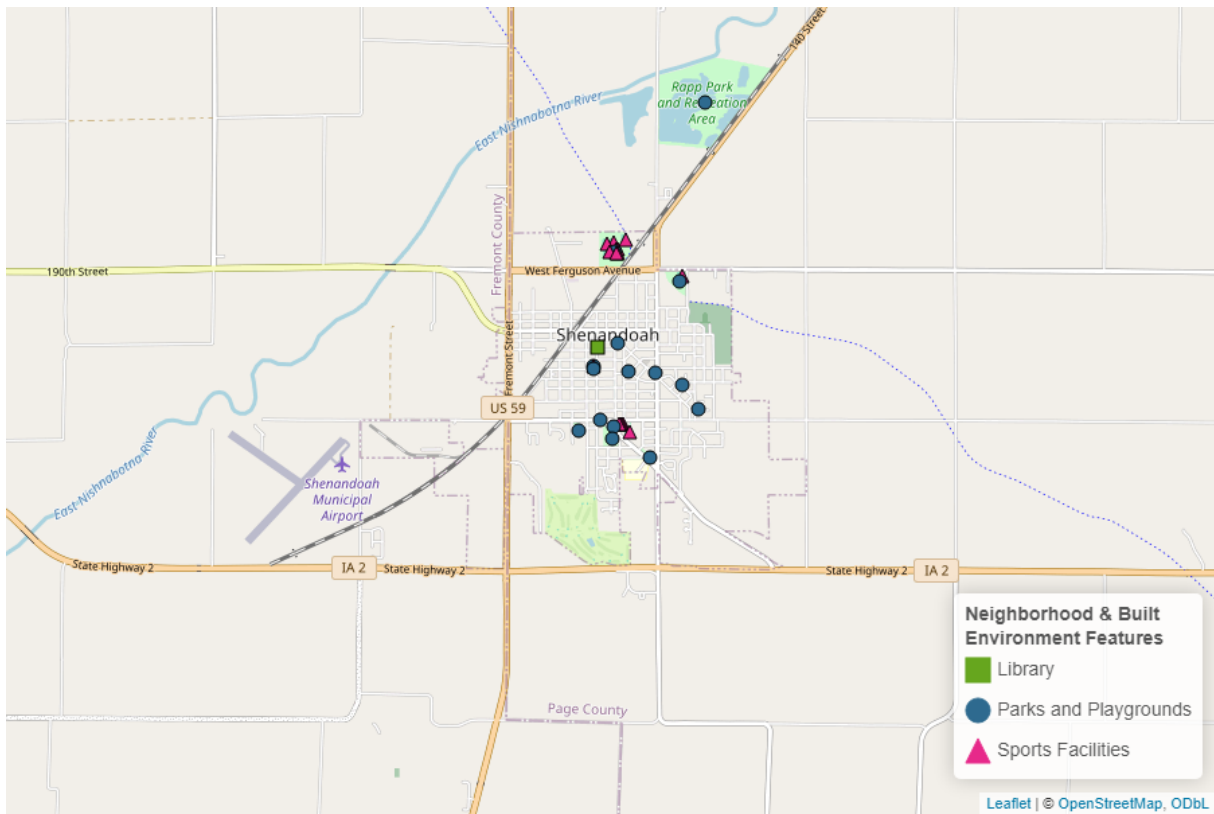 140 Street
Rapp Park
and Recreation
Area
East Nishnabotna River
Fremont County
190th Street
West Ferguson Avenue
Shenandoah
Fremont Street
US 59
East Nishnabotna River
Shenandoah
Municipal
Airport
State Highway 2
IA 2
State Highway 2
State Highway 2
IA 2
Page County
Neighborhood & Built
Environment Features
Library
Parks and Playgrounds
Sports Facilities
Leaflet | © OpenStreetMap, ODbL